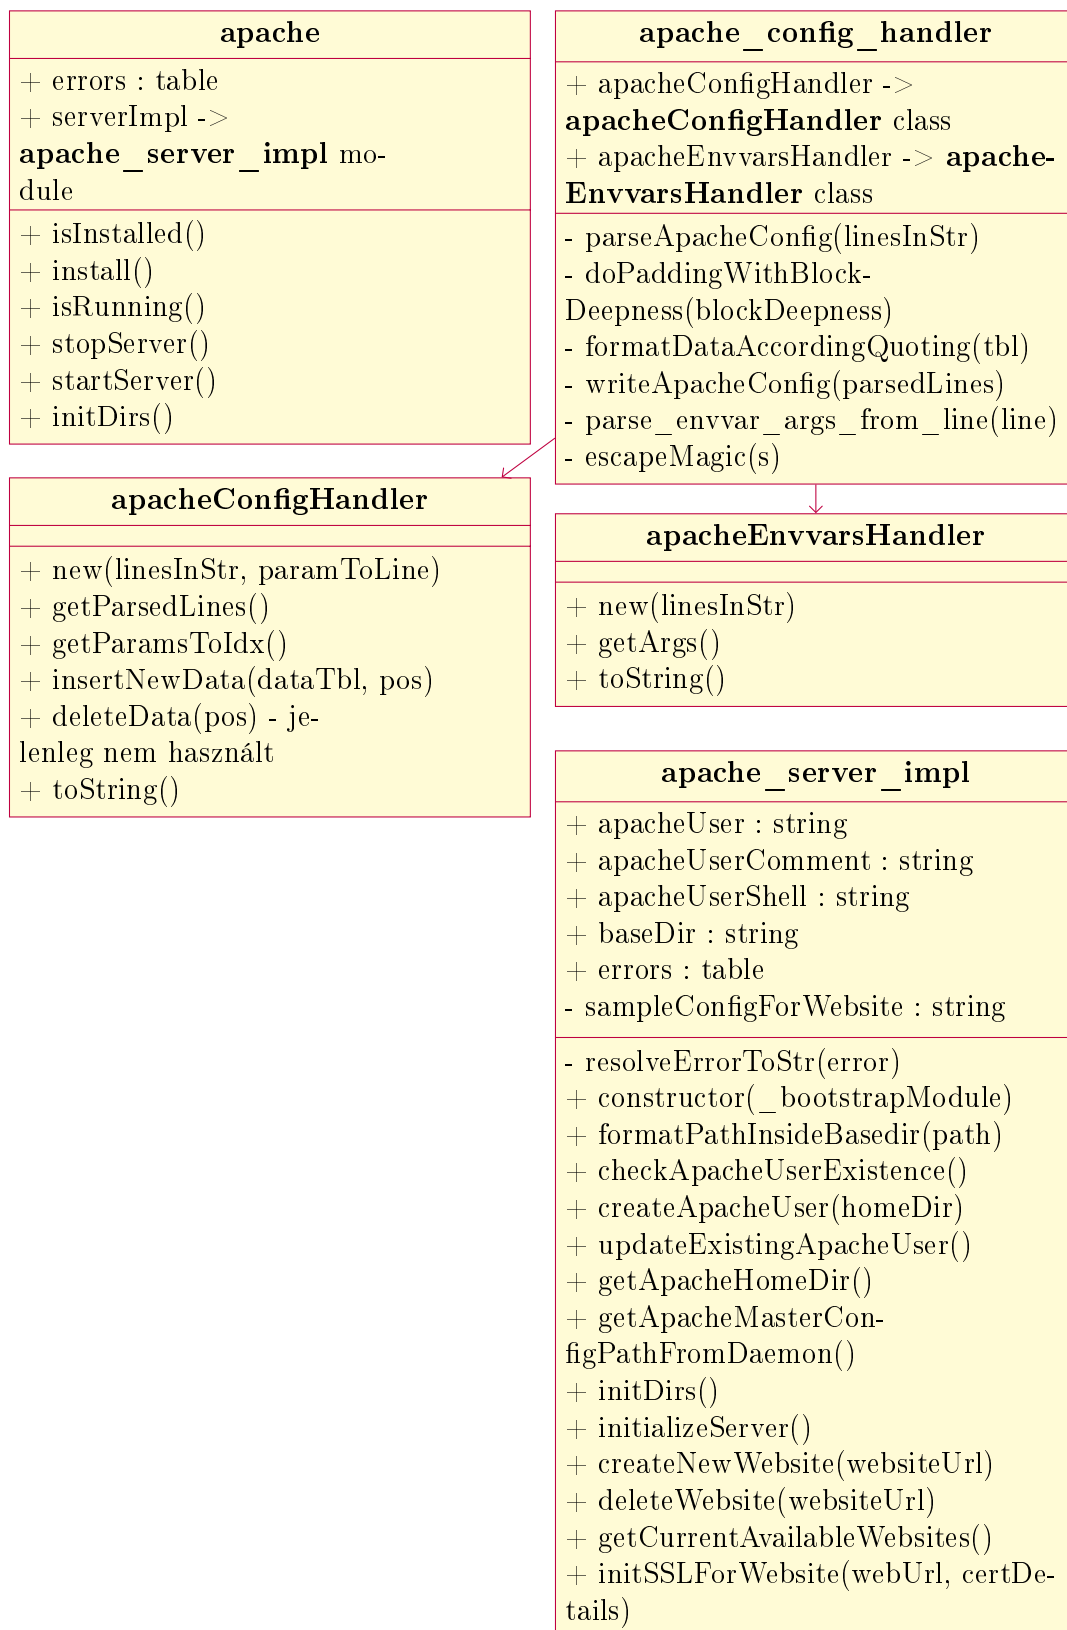 apache
+ errors : table
+ serverImpl ->
apache_server_impl mo-
dule
+ isInstalled()
+ install()
+ isRunning()
+ stopServer()
+ startServer()
+ initDirs()
apache_config_handler
+ apacheConfigHandler ->
apacheConfigHandler class
+ apacheEnvvarsHandler -> apache-
EnvvarsHandler class
- parseApacheConfig(linesInStr)
- doPaddingWithBlock-
Deepness(blockDeepness)
- formatDataAccordingQuoting(tbl)
- writeApacheConfig(parsedLines)
- parse_envvar_args_from_line(line)
- escapeMagic(s)
apacheConfigHandler
+ new(linesInStr, paramToLine)
+ getParsedLines()
+ getParamsToIdx()
+ insertNewData(dataTbl, pos)
+ deleteData(pos) - je-
lenleg nem használt
+ toString()
apacheEnvvarsHandler
+ new(linesInStr)
+ getArgs()
+ toString()
apache_server_impl
+ apacheUser : string
+ apacheUserComment : string
+ apacheUserShell : string
+ baseDir : string
+ errors : table
- sampleConfigForWebsite : string
- resolveErrorToStr(error)
+ constructor(_bootstrapModule)
+ formatPathInsideBasedir(path)
+ checkApacheUserExistence()
+ createApacheUser(homeDir)
+ updateExistingApacheUser()
+ getApacheHomeDir()
+ getApacheMasterCon-
figPathFromDaemon()
+ initDirs()
+ initializeServer()
+ createNewWebsite(websiteUrl)
+ deleteWebsite(websiteUrl)
+ getCurrentAvailableWebsites()
+ initSSLForWebsite(webUrl, certDe-
tails)